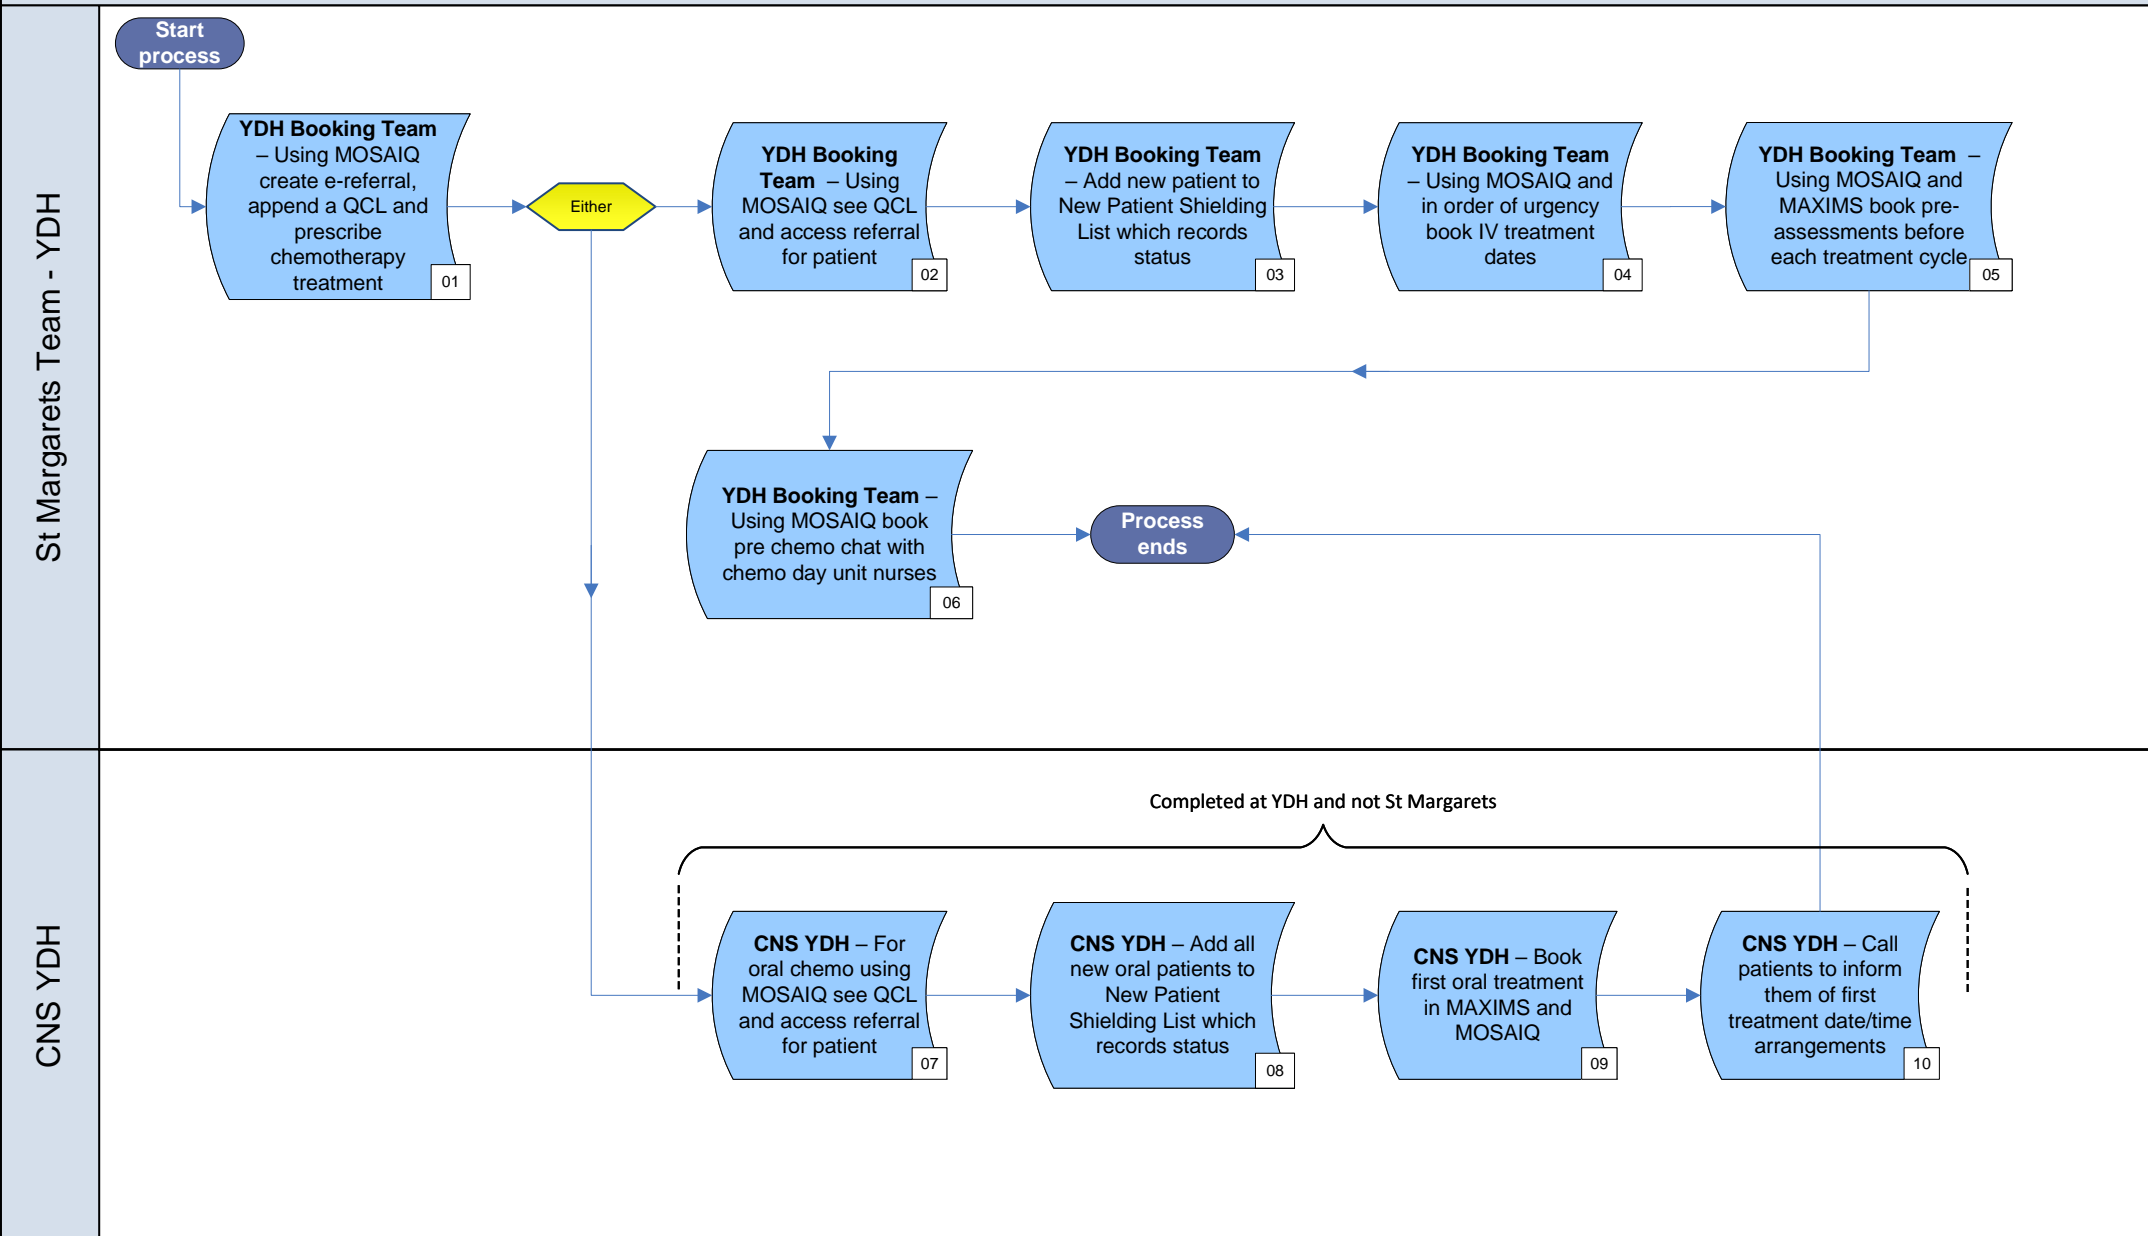 St Margarets Team - YDH
Start
process
YDH Booking Team
– Using MOSAIQ
create e-referral,
append a QCL and
prescribe
chemotherapy
treatment
01
Either
YDH Booking
Team – Using
MOSAIQ see QCL
and access referral
for patient
02
YDH Booking Team
– Add new patient to
New Patient Shielding
List which records
status
03
YDH Booking Team
– Using MOSAIQ and
in order of urgency
book IV treatment
dates
04
YDH Booking Team –
Using MOSAIQ and
MAXIMS book pre-
assessments before
each treatment cycle
05
YDH Booking Team –
Using MOSAIQ book
pre chemo chat with
chemo day unit nurses
06
Process
ends
CNS YDH
Completed at YDH and not St Margarets
CNS YDH – For
oral chemo using
MOSAIQ see QCL
and access referral
for patient
07
CNS YDH – Add all
new oral patients to
New Patient
Shielding List which
records status
08
CNS YDH – Book
first oral treatment
in MAXIMS and
MOSAIQ
09
CNS YDH – Call
patients to inform
them of first
treatment date/time
arrangements
10